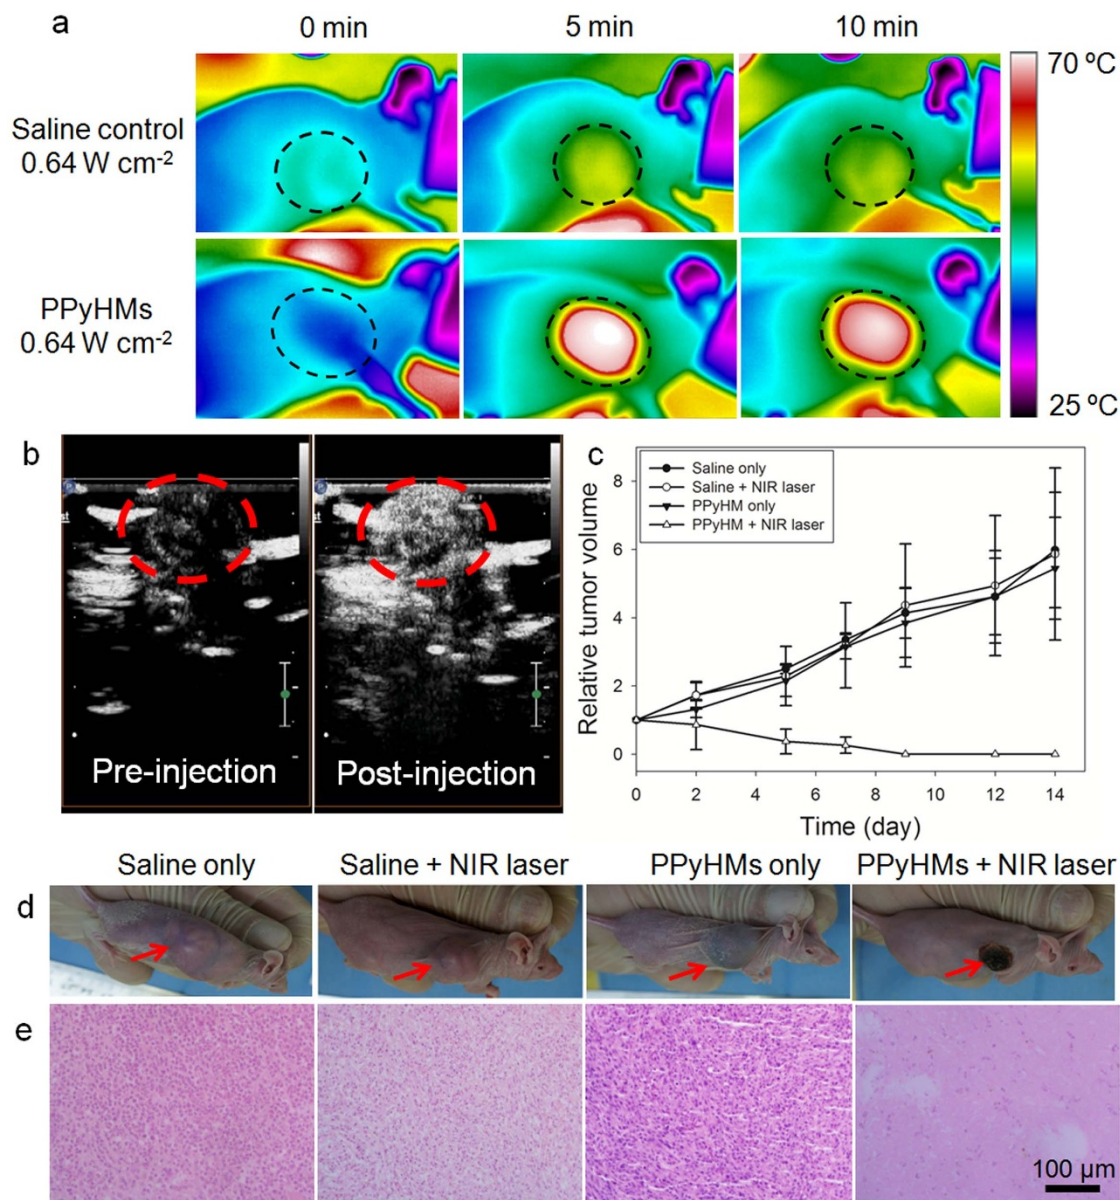 a
0 min
5 min
10 min
Saline control
0.64 W cm-2
PPyHMs
0.64 W cm-2
70 ºC
25 ºC
b
Pre-injection
Post-injection
c
Saline only
Saline + NIR laser
PPyHM only
PPyHM + NIR laser
Relative tumor volume
8
6
4
2
0
0 2 4 6 8 10 12 14
Time (day)
Saline only
Saline + NIR laser
PPyHMs only
PPyHMs + NIR laser
d
e
100 µm